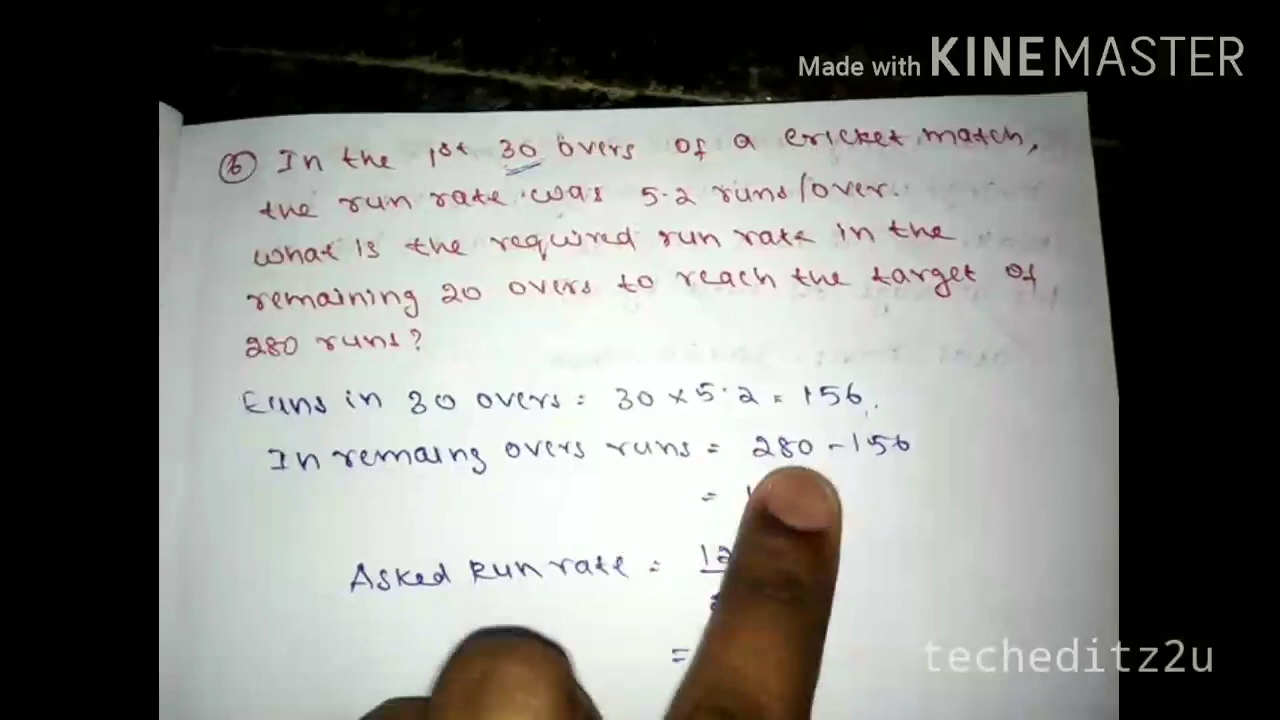 Made with KINEMASTER
⑥ In the 1st 30 overs of a cricket match,
the run rate was 5.2 runs/over.
what is the required run rate in the
remaining 20 overs to reach the target of
280 runs?
Runs in 30 overs = 30 × 5.2 = 156.
In remaing overs runs = 280 - 156
=
Asked Run rate =
=
techeditz2u